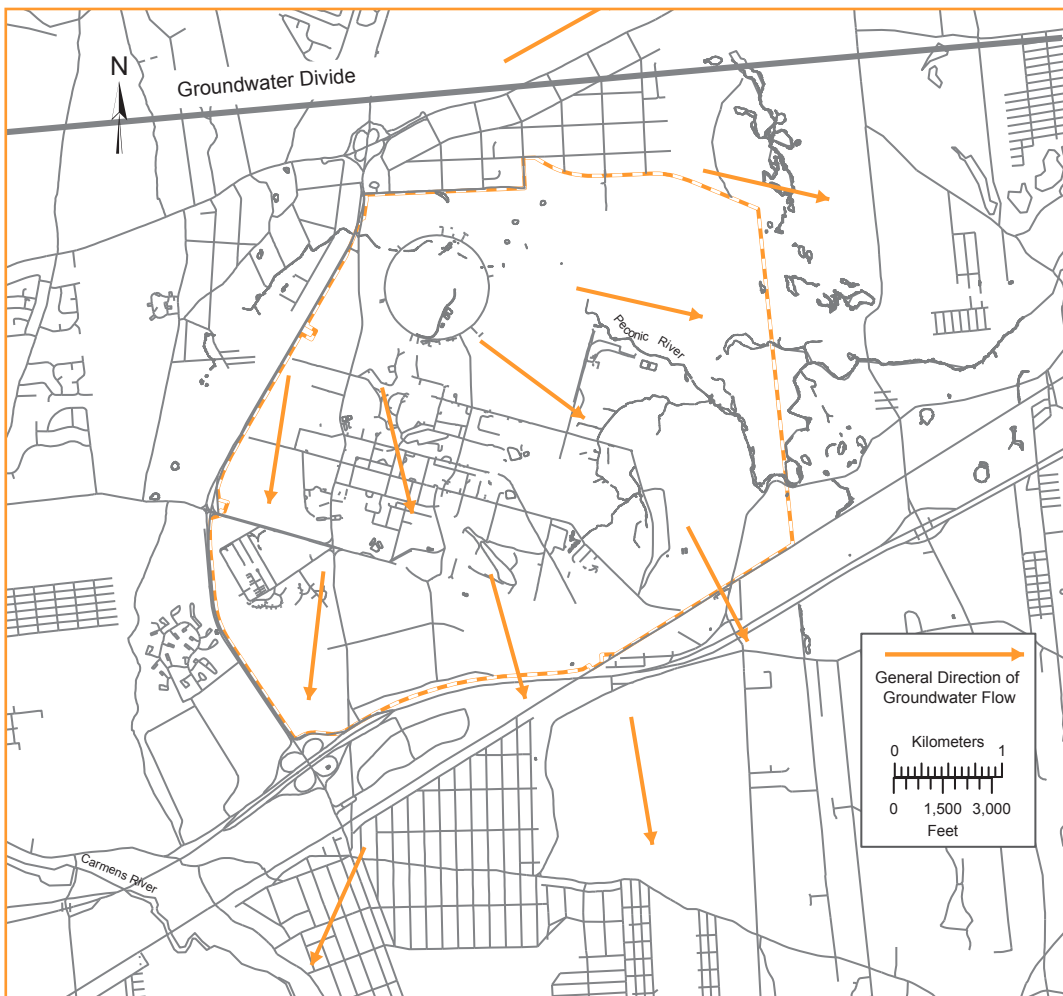 N
Groundwater Divide
Peconic River
Carmens River
General Direction of
Groundwater Flow
Kilometers
0 1
0 1,500 3,000
Feet